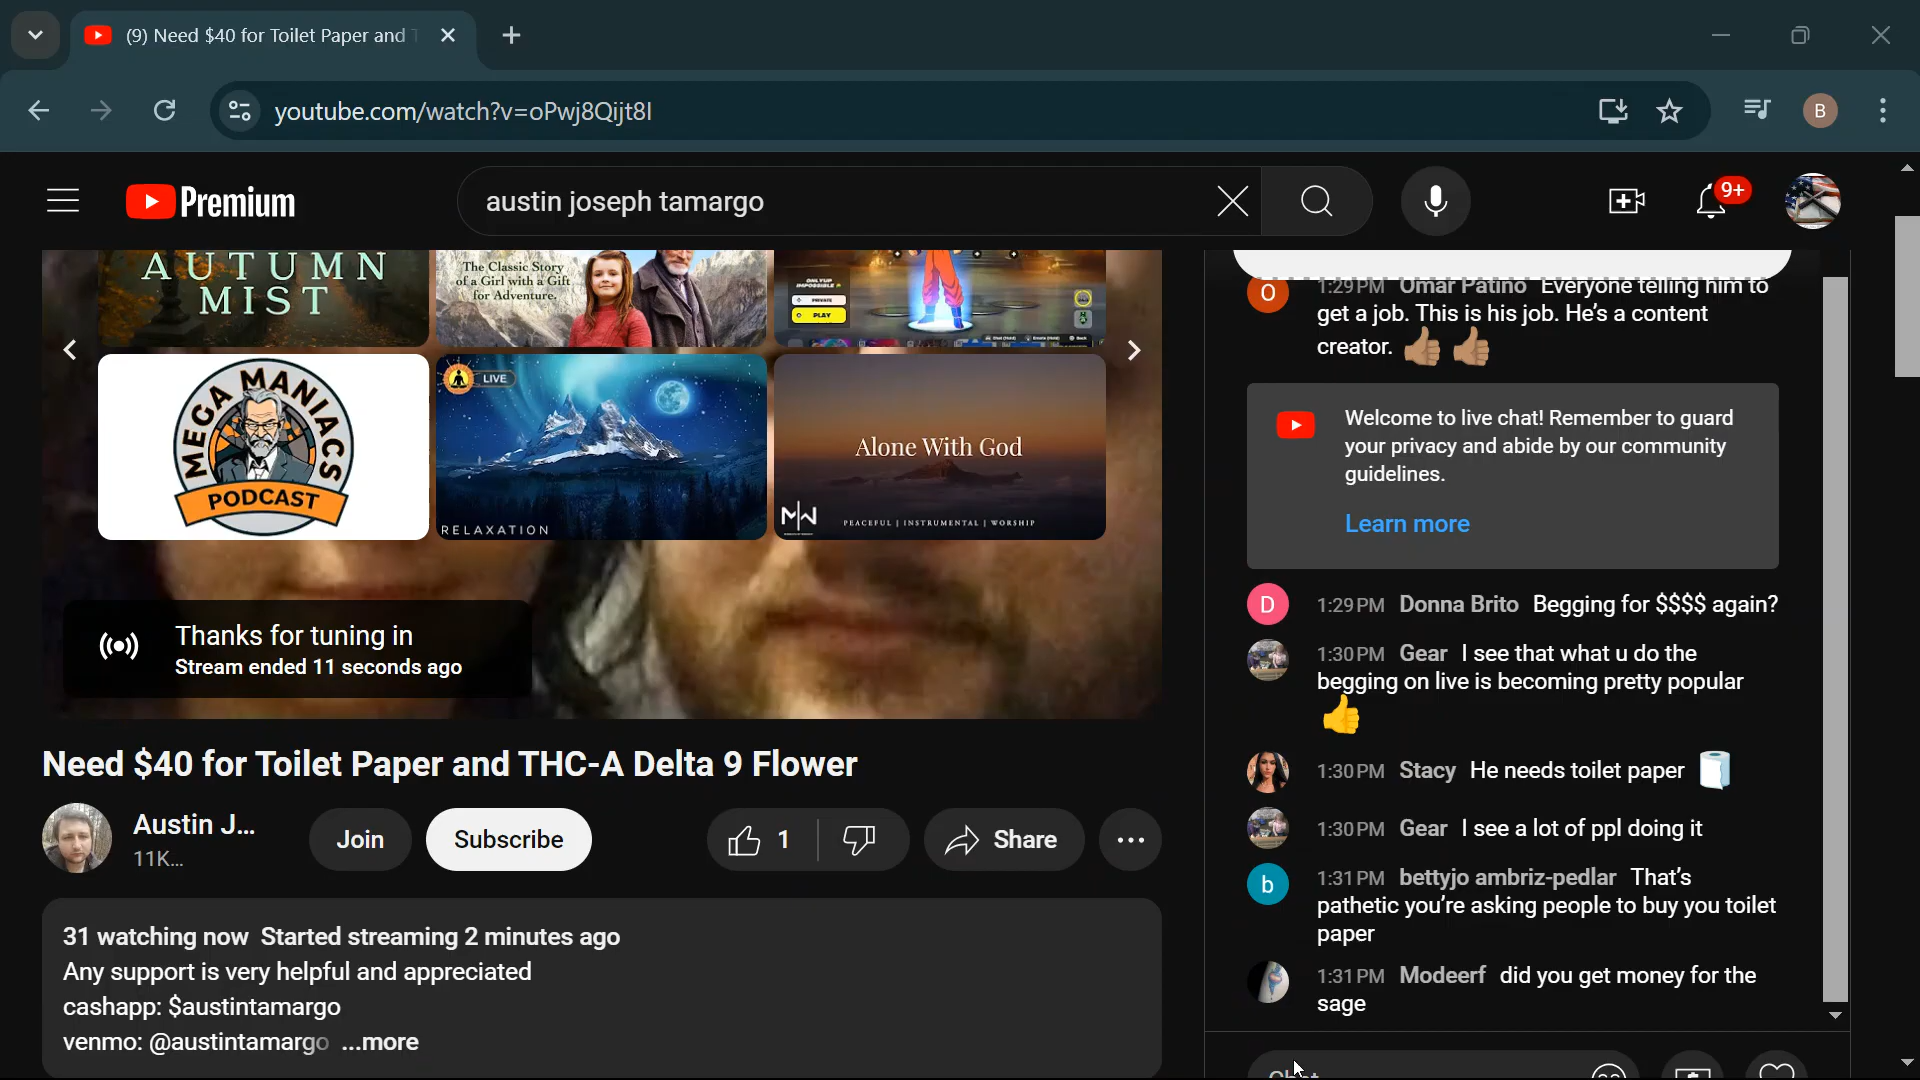 (9) Need $40 for Toilet Paper and
youtube.com/watch?v=oPwj8Qijt8I
B
Premium
austin joseph tamargo
9+
AUTUMN
MIST
The Classic Story
of a Girl with a Gift
for Adventure.
ONLY UP
IMPOSSIBLE
PRIVATE
PLAY
MEGA MANIACS
PODCAST
LIVE
RELAXATION
Alone With God
MW
PEACEFUL | INSTRUMENTAL | WORSHIP
Thanks for tuning in
Stream ended 11 seconds ago
Need $40 for Toilet Paper and THC-A Delta 9 Flower
Austin J...
11K...
Join
Subscribe
1
Share
31 watching now Started streaming 2 minutes ago
Any support is very helpful and appreciated
cashapp: $austintamargo
venmo: @austintamargo ...more
O
1:29 PM Omar Patino Everyone telling him to
get a job. This is his job. He's a content
creator. 👍🏽👍🏽
Welcome to live chat! Remember to guard
your privacy and abide by our community
guidelines.
Learn more
D
1:29 PM Donna Brito Begging for $$$$ again?
1:30 PM Gear I see that what u do the
begging on live is becoming pretty popular
👍
1:30 PM Stacy He needs toilet paper 🧻
1:30 PM Gear I see a lot of ppl doing it
b
1:31 PM bettyjo ambriz-pedlar That's
pathetic you're asking people to buy you toilet
paper
1:31 PM Modeerf did you get money for the
sage